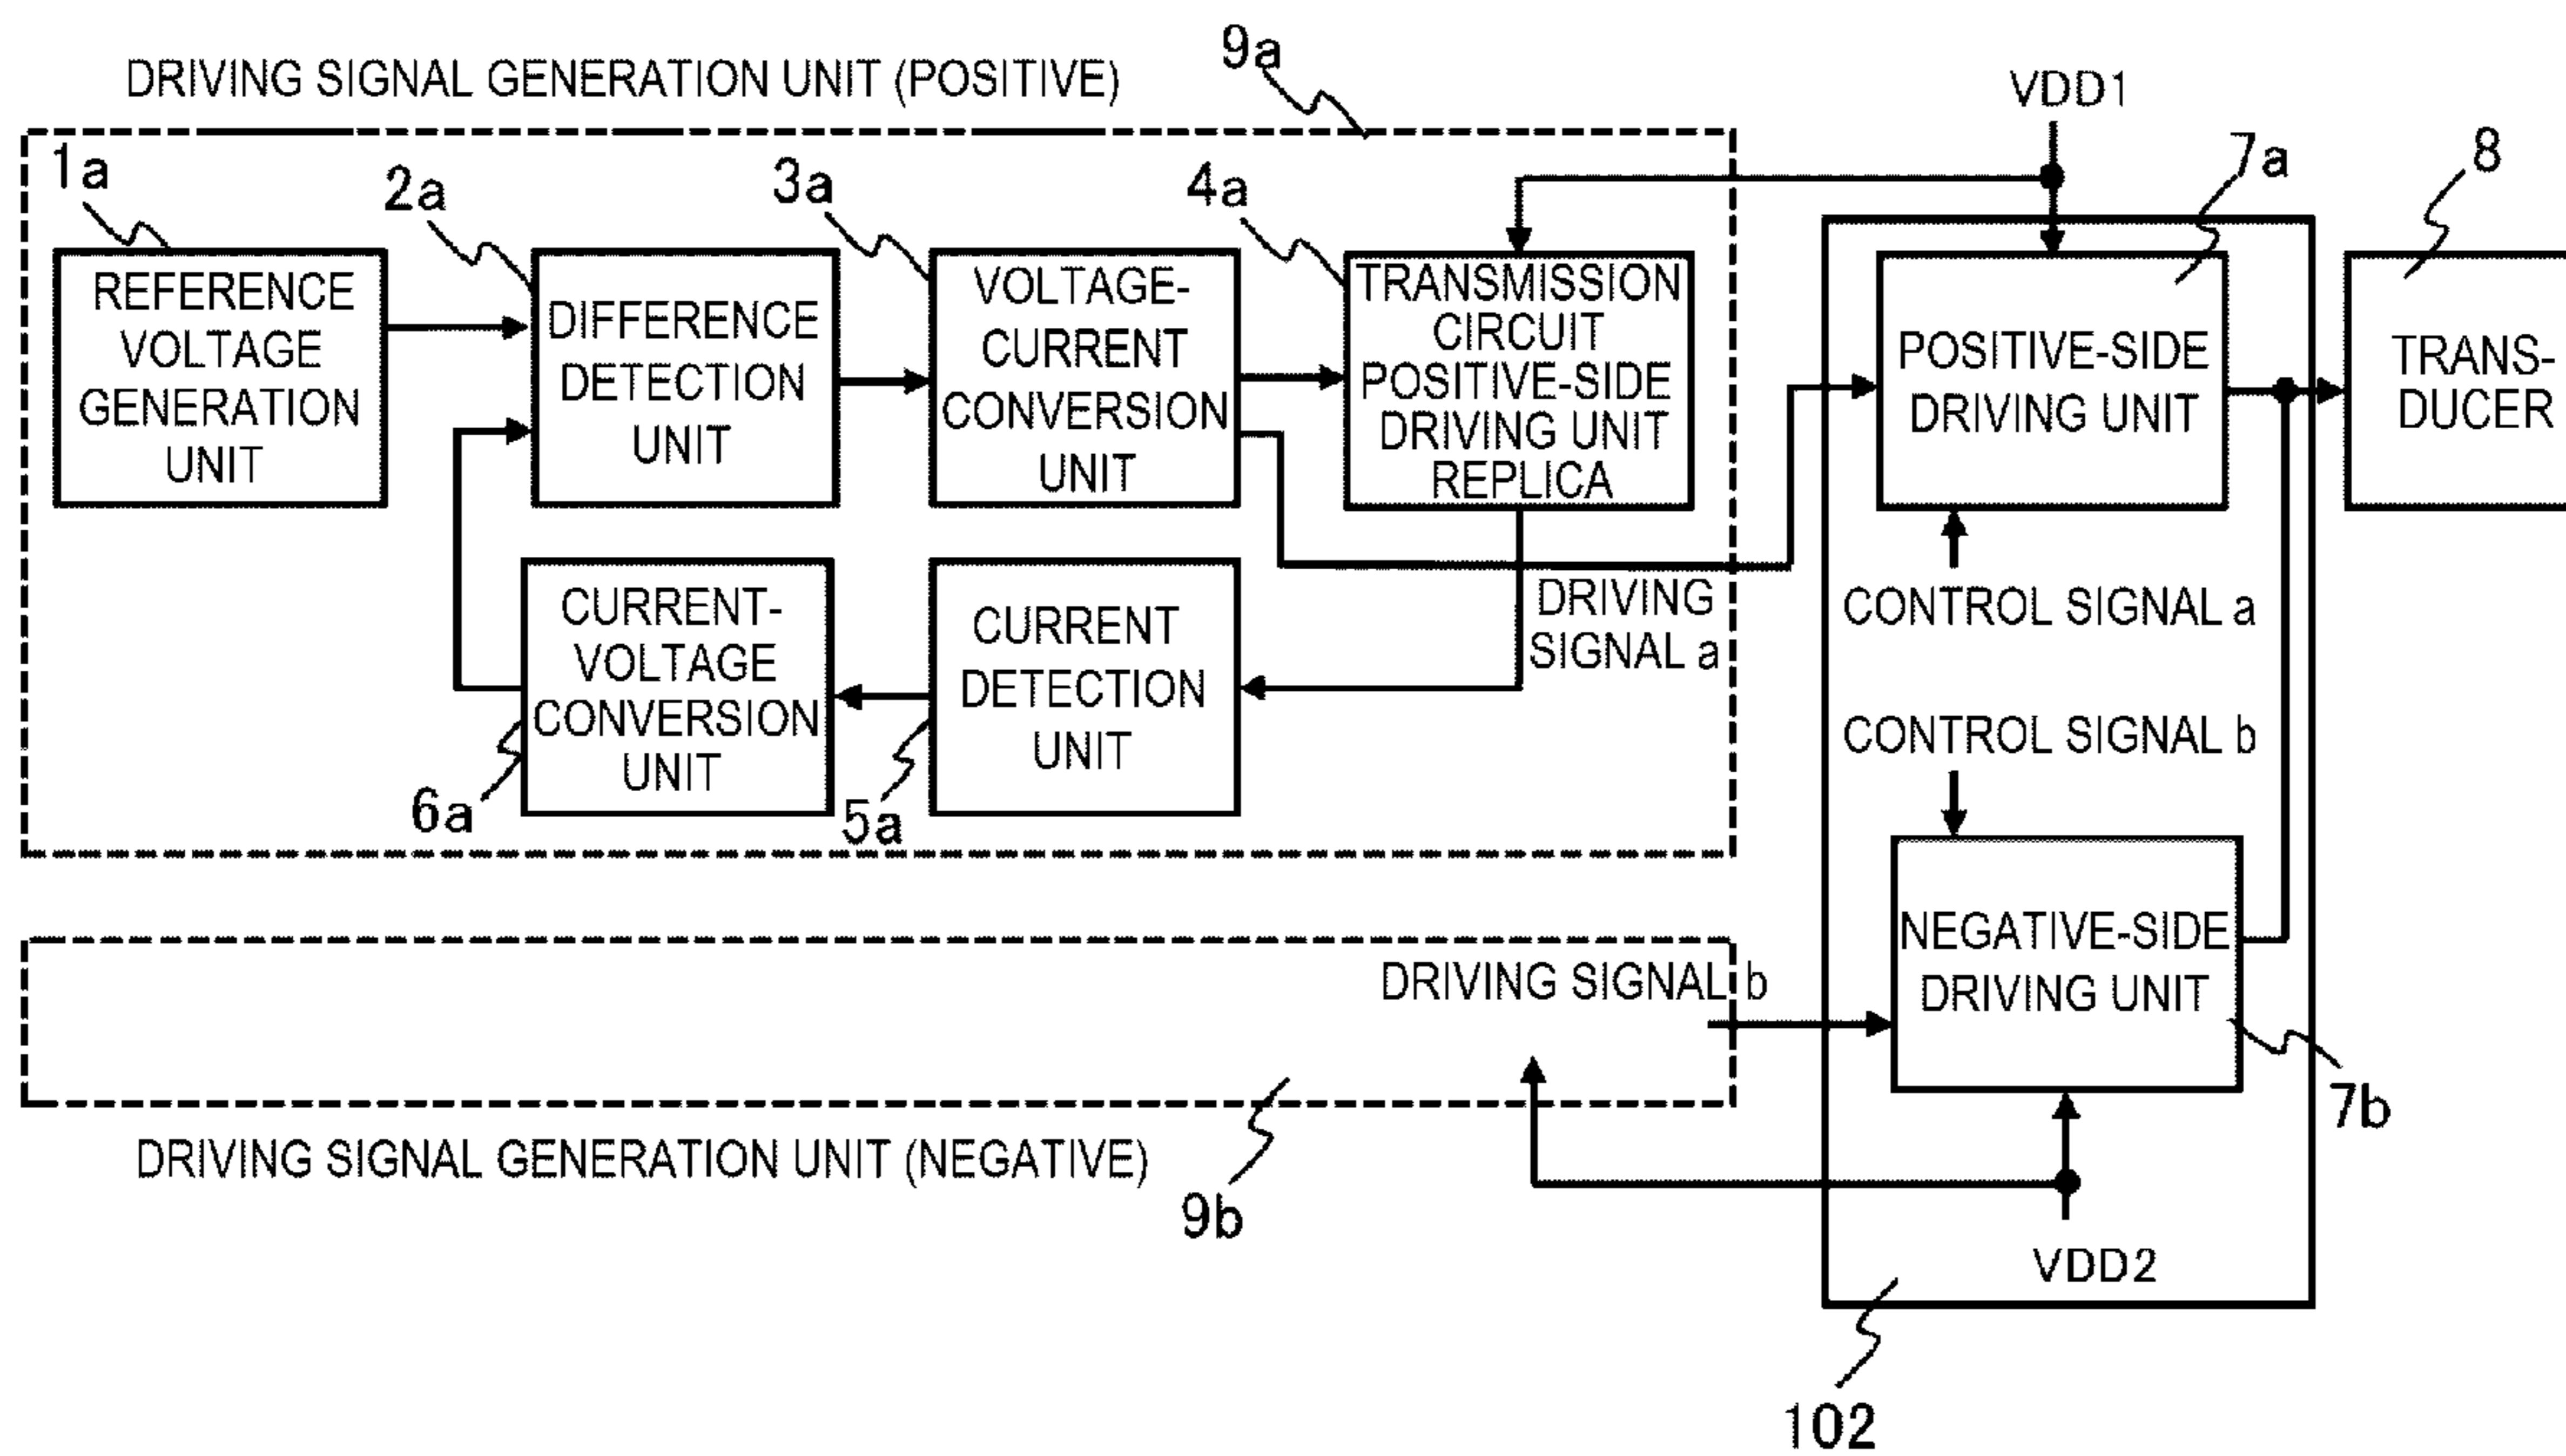 DRIVING SIGNAL GENERATION UNIT (POSITIVE)
9a
VDD1
1a
2a
3a
4a
7a
8
REFERENCE
VOLTAGE
GENERATION
UNIT
DIFFERENCE
DETECTION
UNIT
VOLTAGE-
CURRENT
CONVERSION
UNIT
TRANSMISSION
CIRCUIT
POSITIVE-SIDE
DRIVING UNIT
REPLICA
POSITIVE-SIDE
DRIVING UNIT
TRANS-
DUCER
CURRENT-
VOLTAGE
CONVERSION
UNIT
CURRENT
DETECTION
UNIT
DRIVING
SIGNAL a
CONTROL SIGNAL a
CONTROL SIGNAL b
6a
5a
DRIVING SIGNAL b
NEGATIVE-SIDE
DRIVING UNIT
7b
DRIVING SIGNAL GENERATION UNIT (NEGATIVE)
9b
VDD2
102